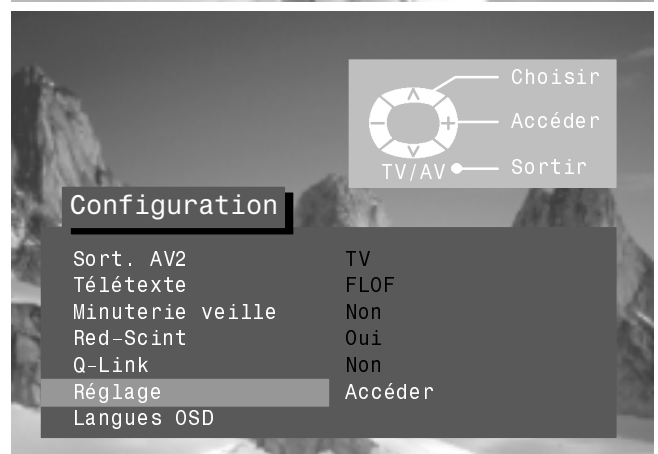 Choisir
Accéder
TV/AV Sortir
Configuration
Sort. AV2 TV
Télétexte FLOF
Minuterie veille Non
Red-Scint Oui
Q-Link Non
Réglage Accéder
Langues OSD